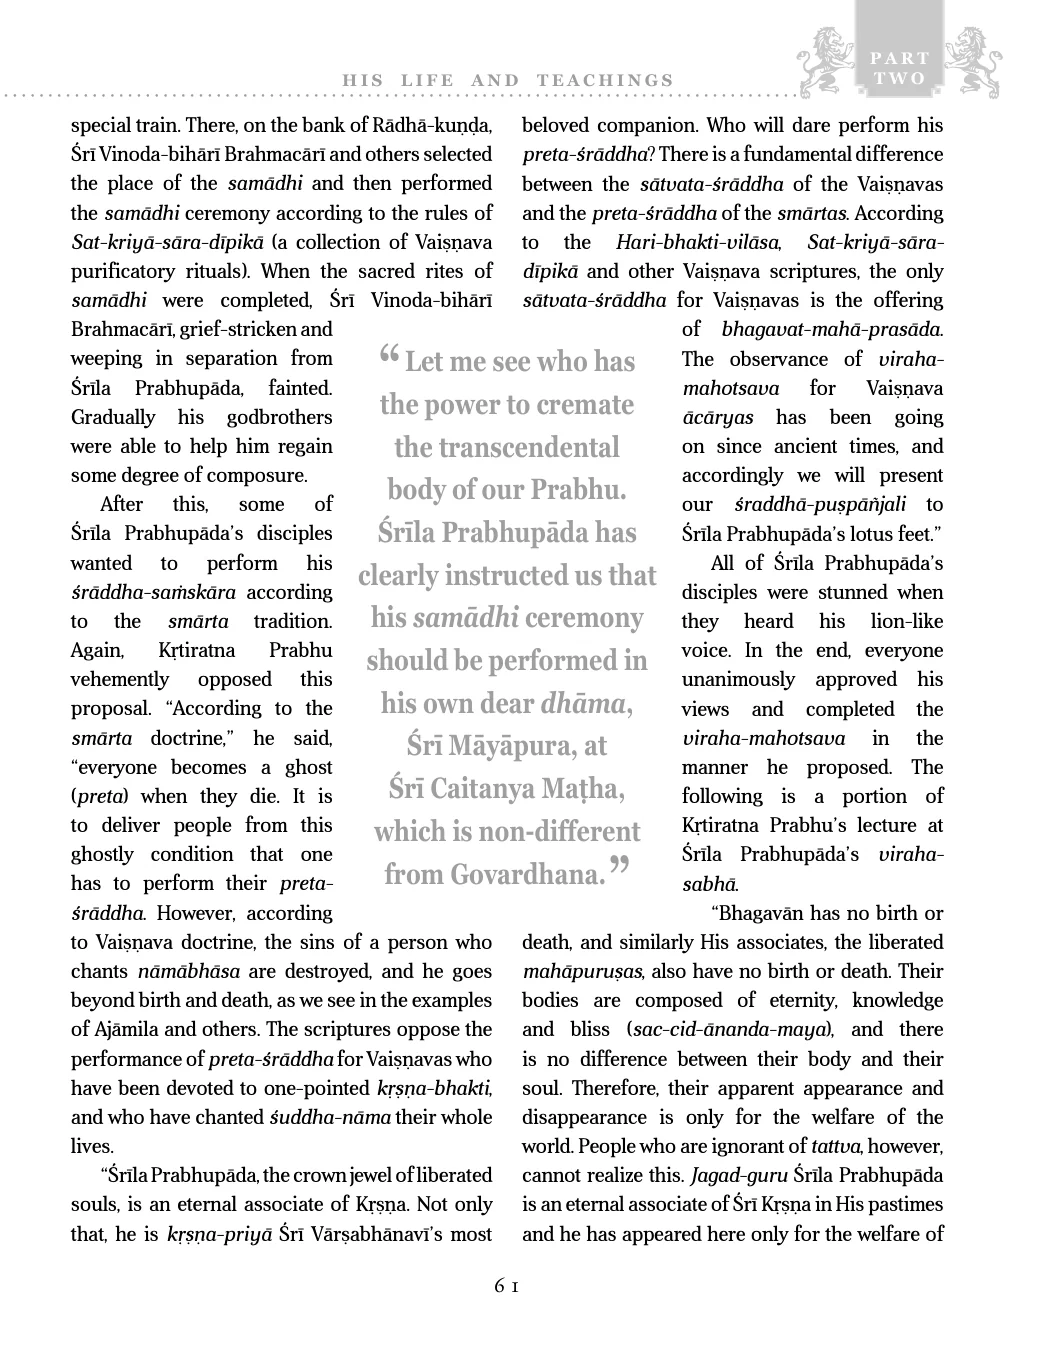 HIS LIFE AND TEACHINGS
PART
TWO
special train. There, on the bank of Rādhā-kuṇḍa,
Śrī Vinoda-bihārī Brahmacārī and others selected
the place of the samādhi and then performed
the samādhi ceremony according to the rules of
Sat-kriyā-sāra-dīpikā (a collection of Vaiṣṇava
purificatory rituals). When the sacred rites of
samādhi were completed, Śrī Vinoda-bihārī
Brahmacārī, grief-stricken and
weeping in separation from
Śrīla Prabhupāda, fainted.
Gradually his godbrothers
were able to help him regain
some degree of composure.
After this, some of
Śrīla Prabhupāda’s disciples
wanted to perform his
śrāddha-saṁskāra according
to the smārta tradition.
Again, Kṛtiratna Prabhu
vehemently opposed this
proposal. “According to the
smārta doctrine,” he said,
“everyone becomes a ghost
(preta) when they die. It is
to deliver people from this
ghostly condition that one
has to perform their preta-
śrāddha. However, according
to Vaiṣṇava doctrine, the sins of a person who
chants nāmābhāsa are destroyed, and he goes
beyond birth and death, as we see in the examples
of Ajāmila and others. The scriptures oppose the
performance of preta-śrāddha for Vaiṣṇavas who
have been devoted to one-pointed kṛṣṇa-bhakti,
and who have chanted śuddha-nāma their whole
lives.
“Śrīla Prabhupāda, the crown jewel of liberated
souls, is an eternal associate of Kṛṣṇa. Not only
that, he is kṛṣṇa-priyā Śrī Vārṣabhānavī’s most
“Let me see who has
the power to cremate
the transcendental
body of our Prabhu.
Śrīla Prabhupāda has
clearly instructed us that
his samādhi ceremony
should be performed in
his own dear dhāma,
Śrī Māyāpura, at
Śrī Caitanya Maṭha,
which is non-different
from Govardhana.”
beloved companion. Who will dare perform his
preta-śrāddha? There is a fundamental difference
between the sātvata-śrāddha of the Vaiṣṇavas
and the preta-śrāddha of the smārtas. According
to the Hari-bhakti-vilāsa, Sat-kriyā-sāra-
dīpikā and other Vaiṣṇava scriptures, the only
sātvata-śrāddha for Vaiṣṇavas is the offering
of bhagavat-mahā-prasāda.
The observance of viraha-
mahotsava for Vaiṣṇava
ācāryas has been going
on since ancient times, and
accordingly we will present
our śraddhā-puṣpāñjali to
Śrīla Prabhupāda’s lotus feet.”
All of Śrīla Prabhupāda’s
disciples were stunned when
they heard his lion-like
voice. In the end, everyone
unanimously approved his
views and completed the
viraha-mahotsava in the
manner he proposed. The
following is a portion of
Kṛtiratna Prabhu’s lecture at
Śrīla Prabhupāda’s viraha-
sabhā.
“Bhagavān has no birth or
death, and similarly His associates, the liberated
mahāpuruṣas, also have no birth or death. Their
bodies are composed of eternity, knowledge
and bliss (sac-cid-ānanda-maya), and there
is no difference between their body and their
soul. Therefore, their apparent appearance and
disappearance is only for the welfare of the
world. People who are ignorant of tattva, however,
cannot realize this. Jagad-guru Śrīla Prabhupāda
is an eternal associate of Śrī Kṛṣṇa in His pastimes
and he has appeared here only for the welfare of
61